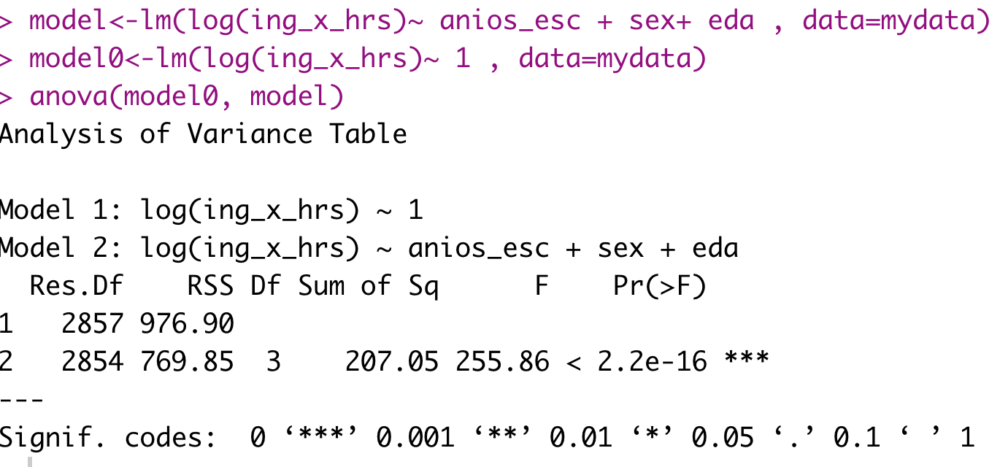 > model<-lm(log(ing_x_hrs)~ anios_esc + sex+ eda , data=mydata)
> model0<-lm(log(ing_x_hrs)~ 1 , data=mydata)
> anova(model0, model)
Analysis of Variance Table

Model 1: log(ing_x_hrs) ~ 1
Model 2: log(ing_x_hrs) ~ anios_esc + sex + eda
  Res.Df    RSS Df Sum of Sq      F    Pr(>F)
1   2857 976.90
2   2854 769.85  3    207.05 255.86 < 2.2e-16 ***
---
Signif. codes:  0 ‘***’ 0.001 ‘**’ 0.01 ‘*’ 0.05 ‘.’ 0.1 ‘ ’ 1